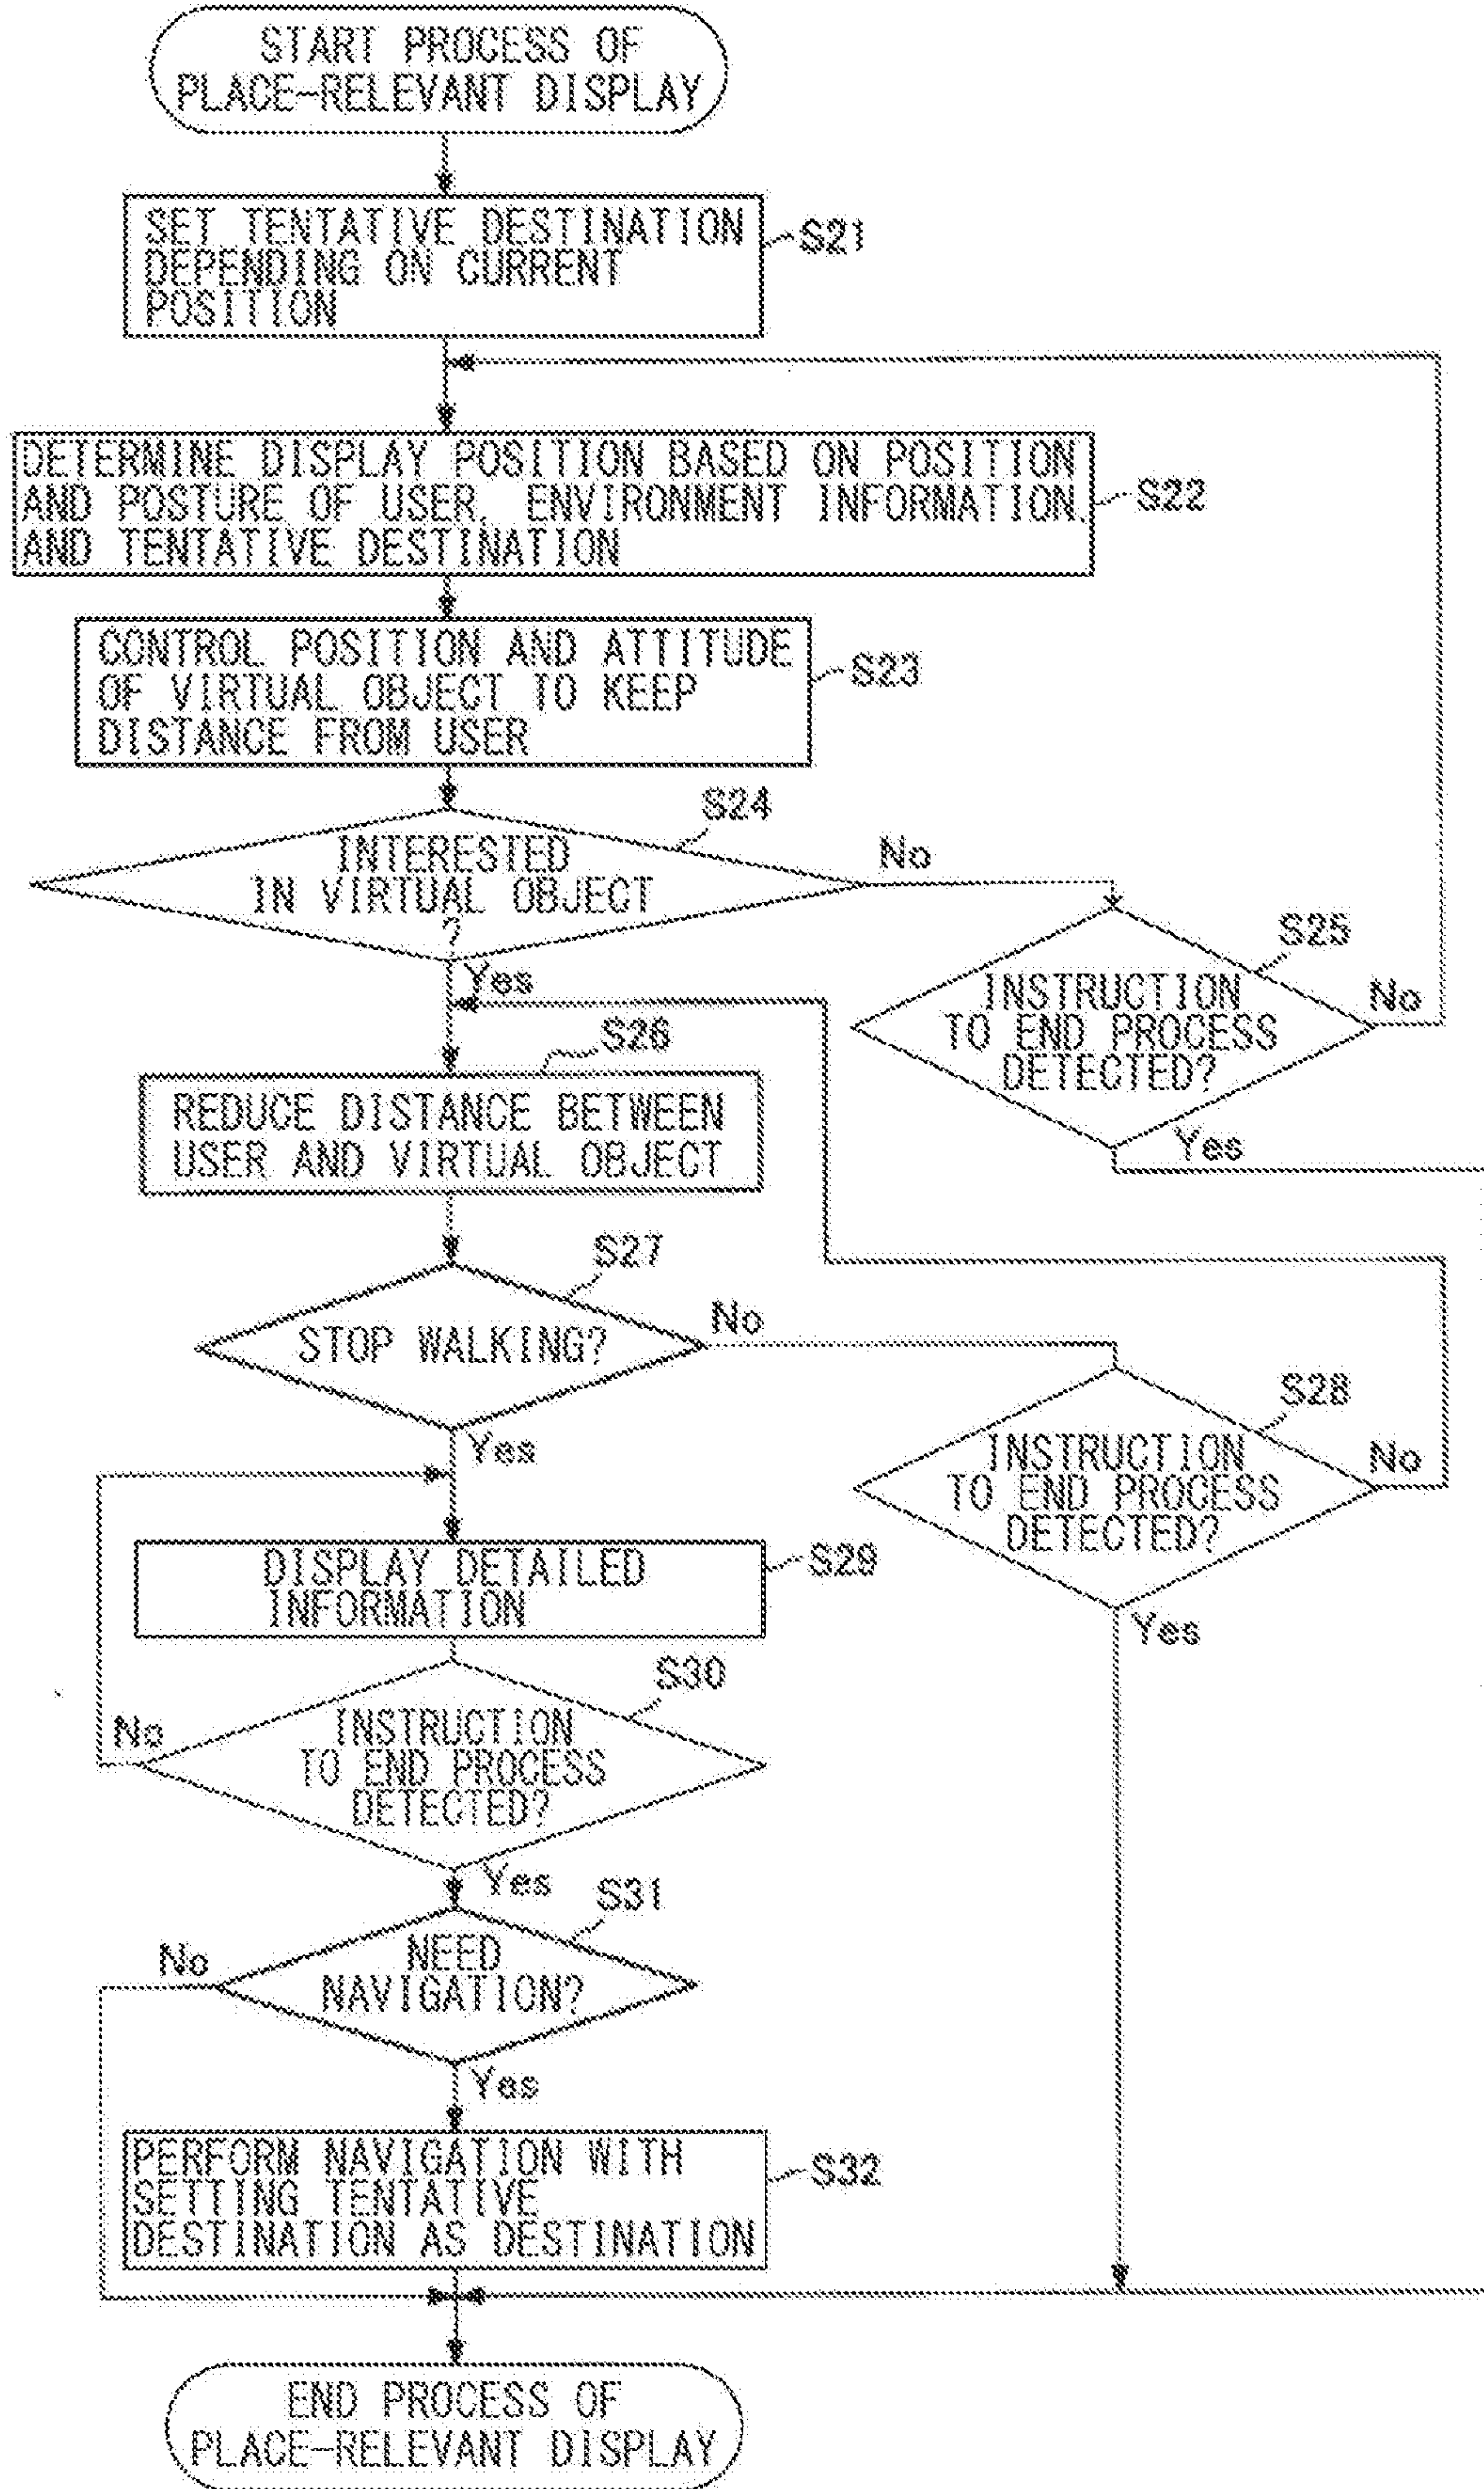 START PROCESS OF
PLACE-RELEVANT DISPLAY
SET TENTATIVE DESTINATION
DEPENDING ON CURRENT
POSITION
S21
DETERMINE DISPLAY POSITION BASED ON POSITION
AND POSTURE OF USER, ENVIRONMENT INFORMATION,
AND TENTATIVE DESTINATION
S22
CONTROL POSITION AND ATTITUDE
OF VIRTUAL OBJECT TO KEEP
DISTANCE FROM USER
S23
S24
INTERESTED
IN VIRTUAL OBJECT
?
No
Yes
S25
INSTRUCTION
TO END PROCESS
DETECTED?
No
Yes
S26
REDUCE DISTANCE BETWEEN
USER AND VIRTUAL OBJECT
S27
STOP WALKING?
No
Yes
S28
INSTRUCTION
TO END PROCESS
DETECTED?
No
Yes
DISPLAY DETAILED
INFORMATION
S29
S30
INSTRUCTION
TO END PROCESS
DETECTED?
No
Yes
S31
NEED
NAVIGATION?
No
Yes
PERFORM NAVIGATION WITH
SETTING TENTATIVE
DESTINATION AS DESTINATION
S32
END PROCESS OF
PLACE-RELEVANT DISPLAY